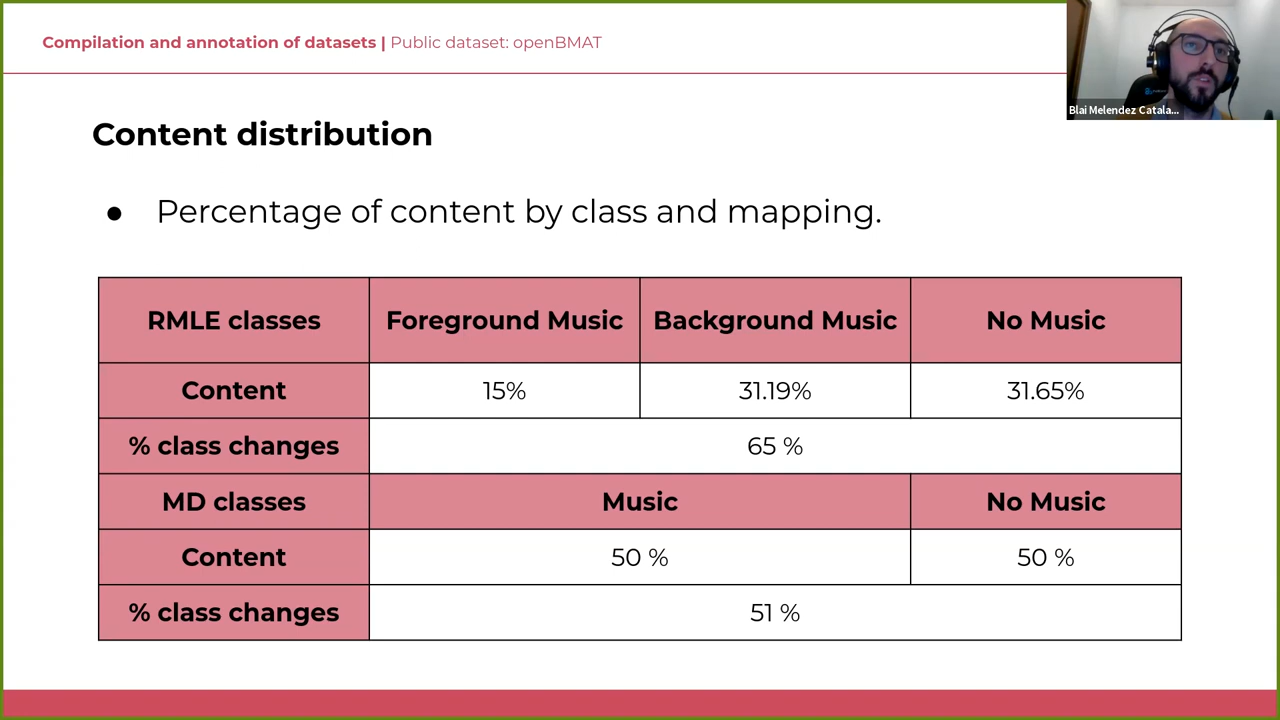 Compilation and annotation of datasets | Public dataset: openBMAT
Blai Melendez Catala...
Content distribution
● Percentage of content by class and mapping.
RMLE classes Foreground Music Background Music No Music
Content 15% 31.19% 31.65%
% class changes 65 %
MD classes Music No Music
Content 50 % 50 %
% class changes 51 %